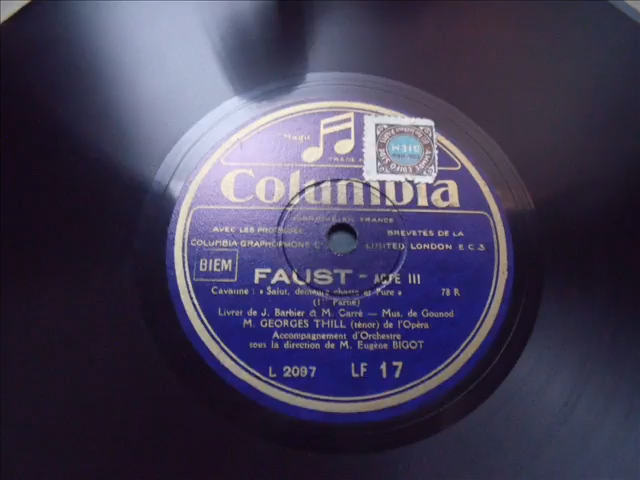 Magic
TRADE
Columbia
FRANCE
AVEC LES PROCÉDÉS BREVETÉS DE LA
COLUMBIA GRAPHOPHONE C° LIMITED LONDON E C 3
BIEM
BIEM
FAUST - ACTE III
Cavatine : « Salut, demeure chaste et Pure » 78 R
(1re Partie)
Livret de J. Barbier & M. Carré - Mus. de Gounod
M. GEORGES THILL (ténor) de l'Opéra
Accompagnement d'Orchestre
sous la direction de M. Eugène BIGOT
L 2097 LF 17